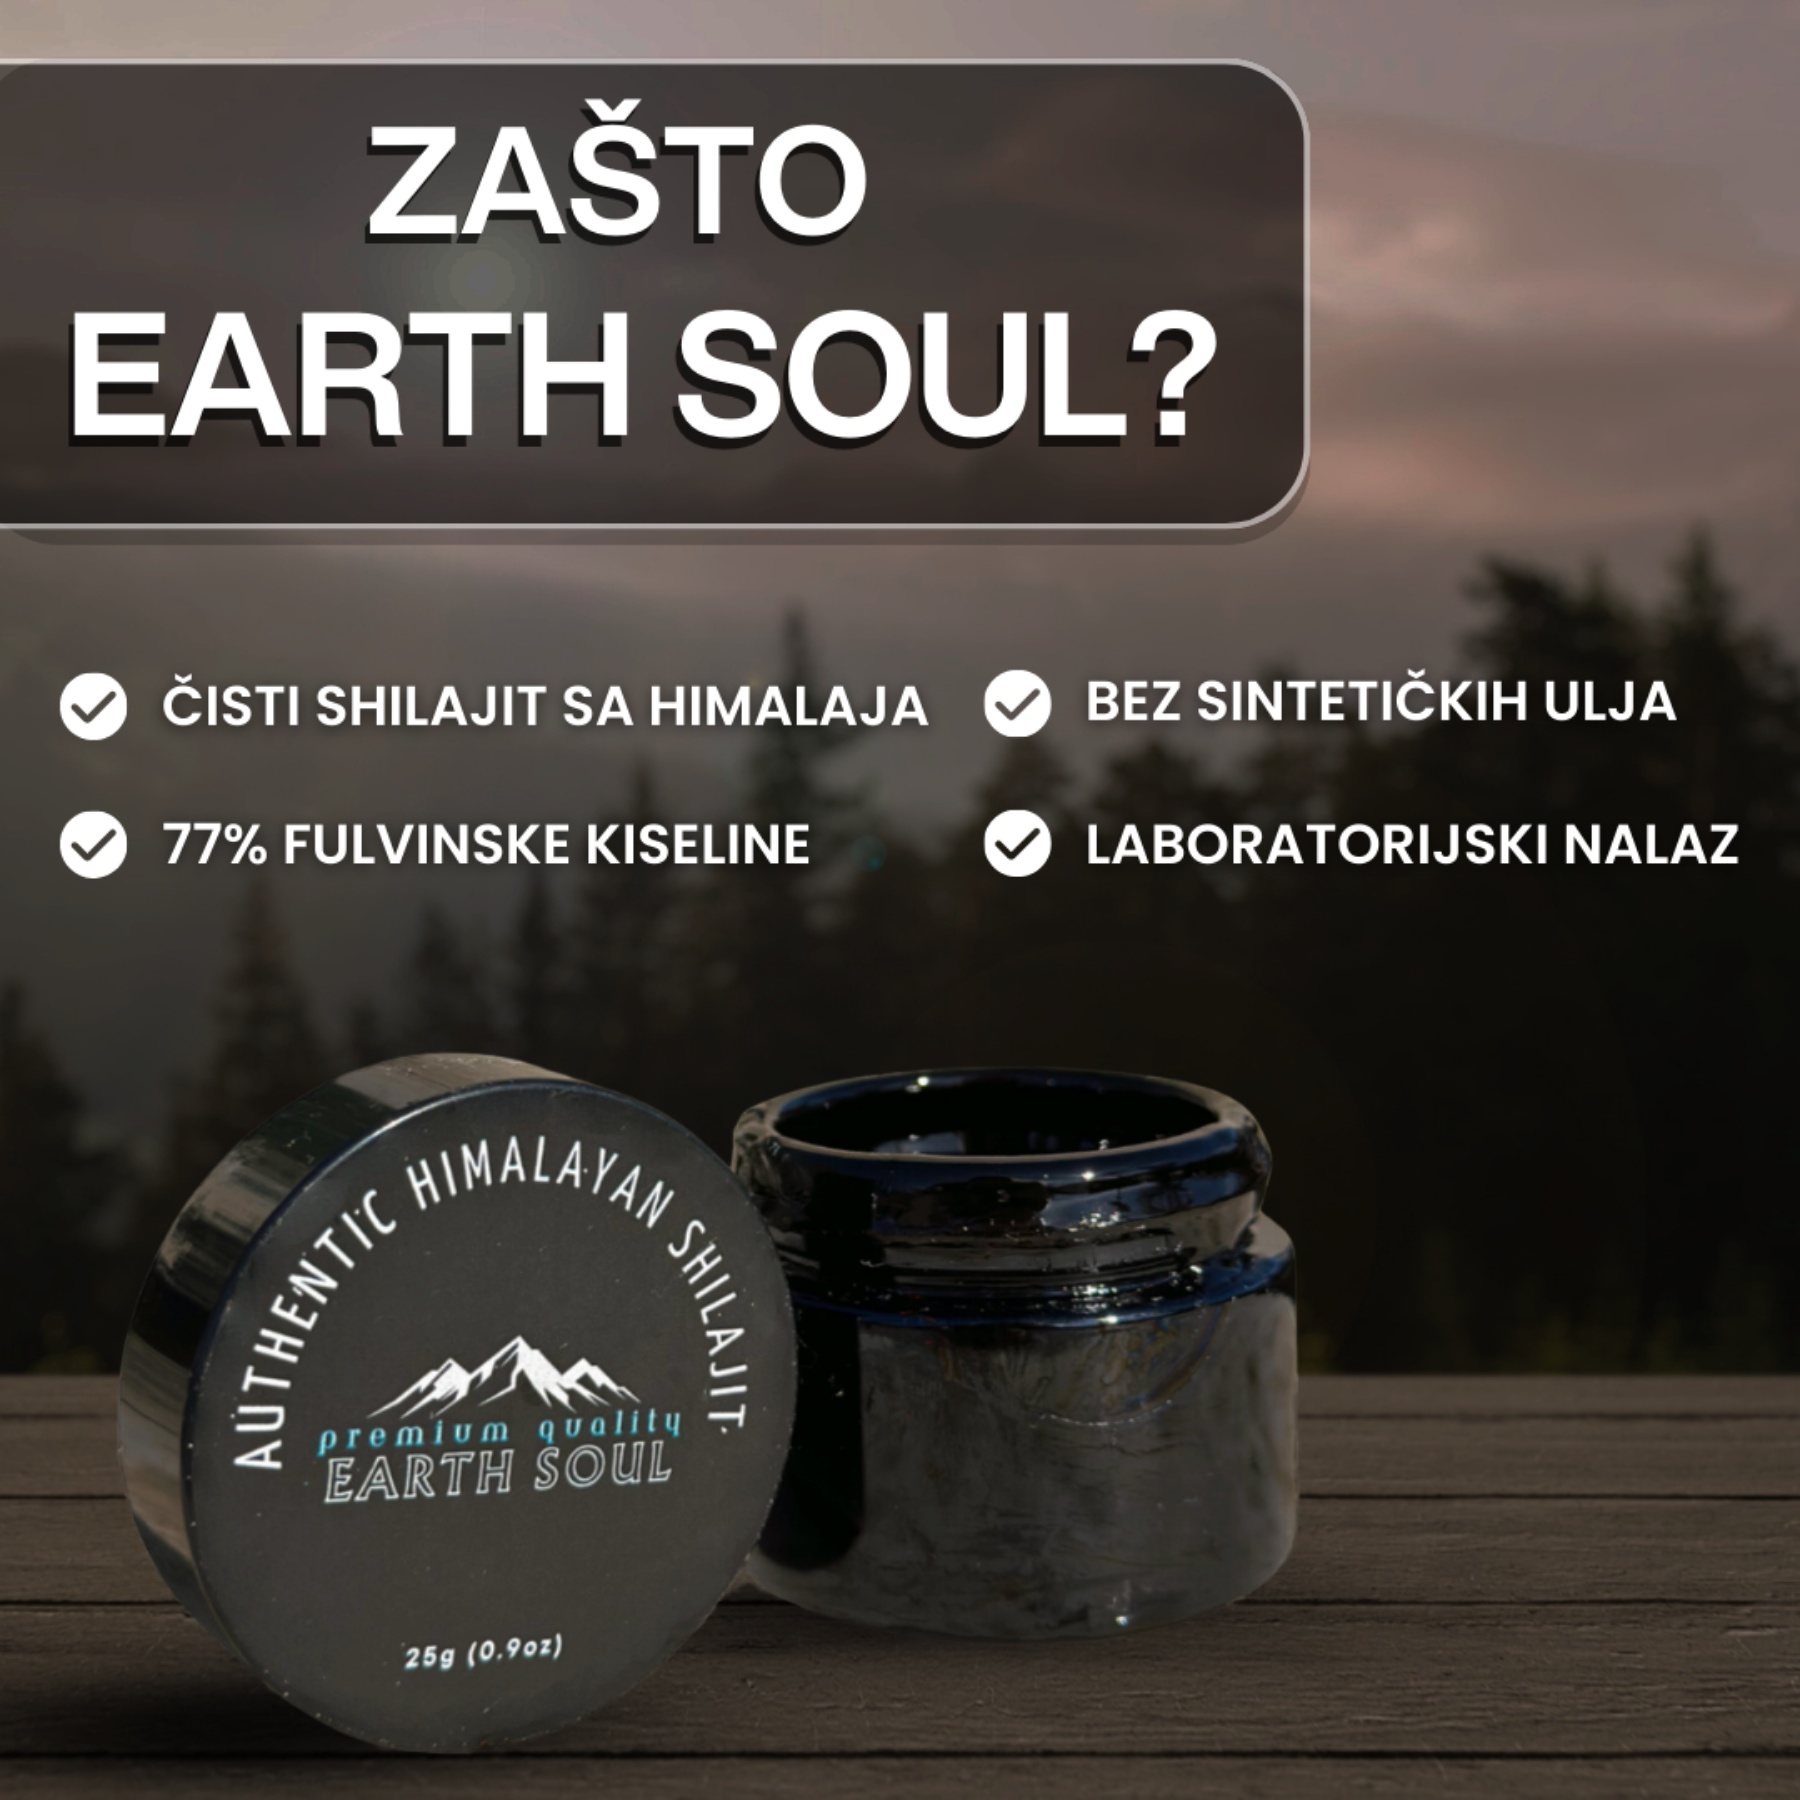 ZAŠTO
EARTH SOUL?
ČISTI SHILAJIT SA HIMALAJA
BEZ SINTETIČKIH ULJA
77% FULVINSKE KISELINE
LABORATORIJSKI NALAZ
AUTHENTIC HIMALAYAN SHILAJIT
premium quality
EARTH SOUL
25g (0.9oz)